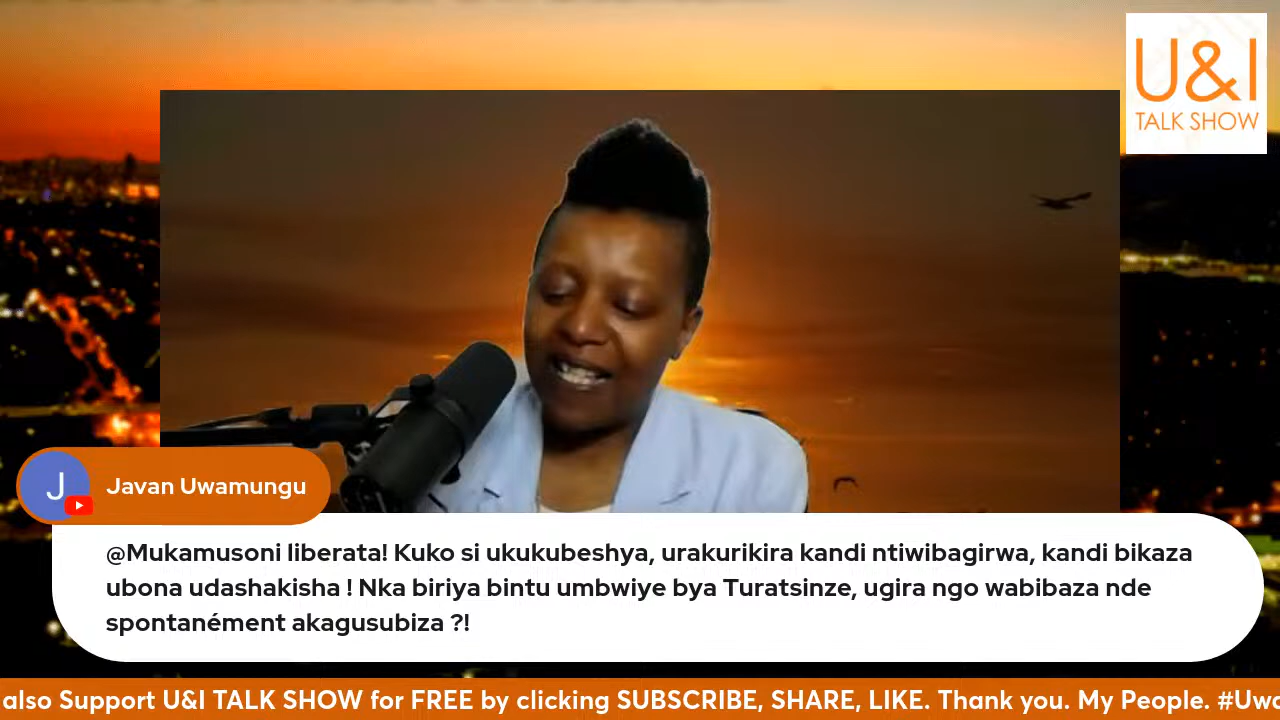 U&I
TALK SHOW
J
Javan Uwamungu
@Mukamusoni liberata! Kuko si ukukubeshya, urakurikira kandi ntiwibagirwa, kandi bikaza
ubona udashakisha ! Nka biriya bintu umbwiye bya Turatsinze, ugira ngo wabibaza nde
spontanément akagusubiza ?!
also Support U&I TALK SHOW for FREE by clicking SUBSCRIBE, SHARE, LIKE. Thank you. My People.